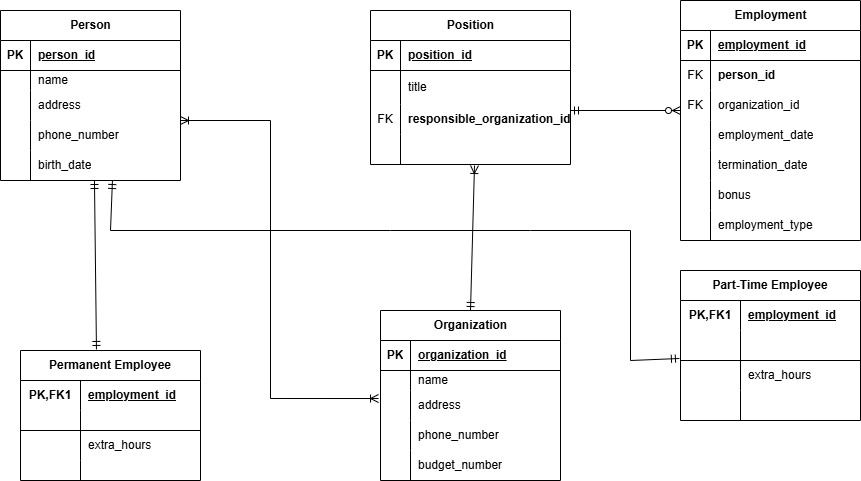 Person
PK person_id
name
address
phone_number
birth_date
Position
PK position_id
title
FK responsible_organization_id
Employment
PK employment_id
FK person_id
FK organization_id
employment_date
termination_date
bonus
employment_type
Permanent Employee
PK,FK1 employment_id
extra_hours
Organization
PK organization_id
name
address
phone_number
budget_number
Part-Time Employee
PK,FK1 employment_id
extra_hours